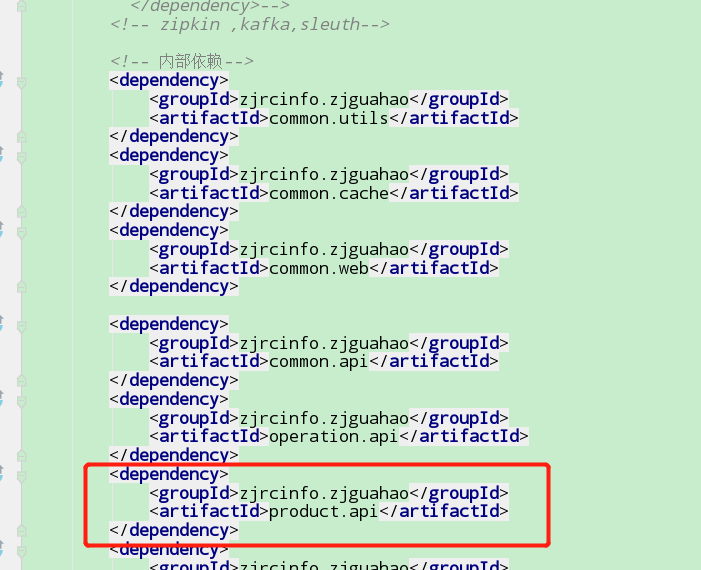 </dependency>-->
<!-- zipkin ,kafka,sleuth-->
<!-- 内部依赖-->
<dependency>
<groupId>zjrcinfo.zjguahao</groupId>
<artifactId>common.utils</artifactId>
</dependency>
<dependency>
<groupId>zjrcinfo.zjguahao</groupId>
<artifactId>common.cache</artifactId>
</dependency>
<dependency>
<groupId>zjrcinfo.zjguahao</groupId>
<artifactId>common.web</artifactId>
</dependency>
<dependency>
<groupId>zjrcinfo.zjguahao</groupId>
<artifactId>common.api</artifactId>
</dependency>
<dependency>
<groupId>zjrcinfo.zjguahao</groupId>
<artifactId>operation.api</artifactId>
</dependency>
<dependency>
<groupId>zjrcinfo.zjguahao</groupId>
<artifactId>product.api</artifactId>
</dependency>
<dependency>
<groupId>zjrcinfo.zjguahao</groupId>